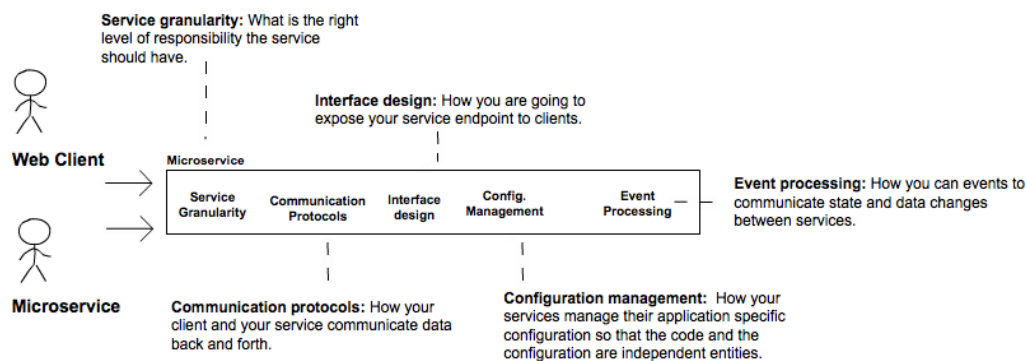 Service granularity: What is the right
level of responsibility the service
should have.
Interface design: How you are going to
expose your service endpoint to clients.
Web Client
Microservice
Service
Granularity
Communication
Protocols
Interface
design
Config.
Management
Event
Processing
Event processing: How you can events to
communicate state and data changes
between services.
Microservice
Communication protocols: How your
client and your service communicate data
back and forth.
Configuration management: How your
services manage their application specific
configuration so that the code and the
configuration are independent entities.